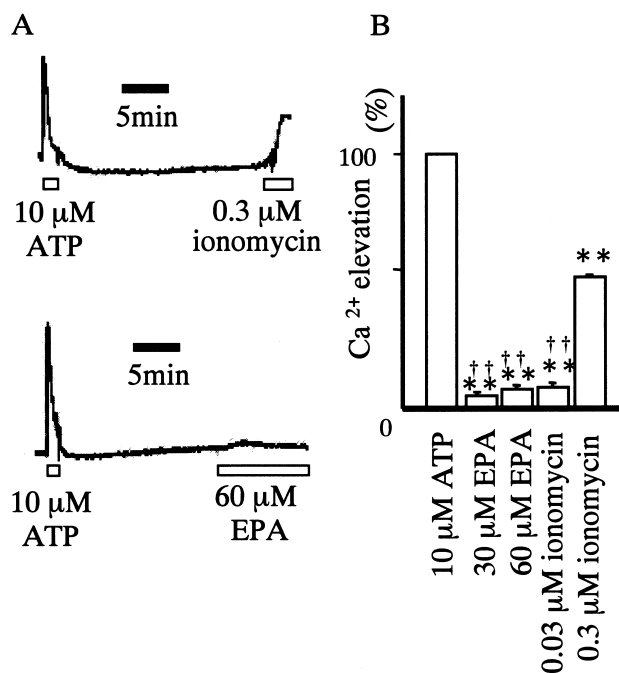 A
5min
10 μM
ATP
0.3 μM
ionomycin
5min
10 μM
ATP
60 μM
EPA
B
(%)
100
Ca 2+ elevation
0
* *
† †
* *
† †
* *
† †
* *
10 μM ATP
30 μM EPA
60 μM EPA
0.03 μM ionomycin
0.3 μM ionomycin